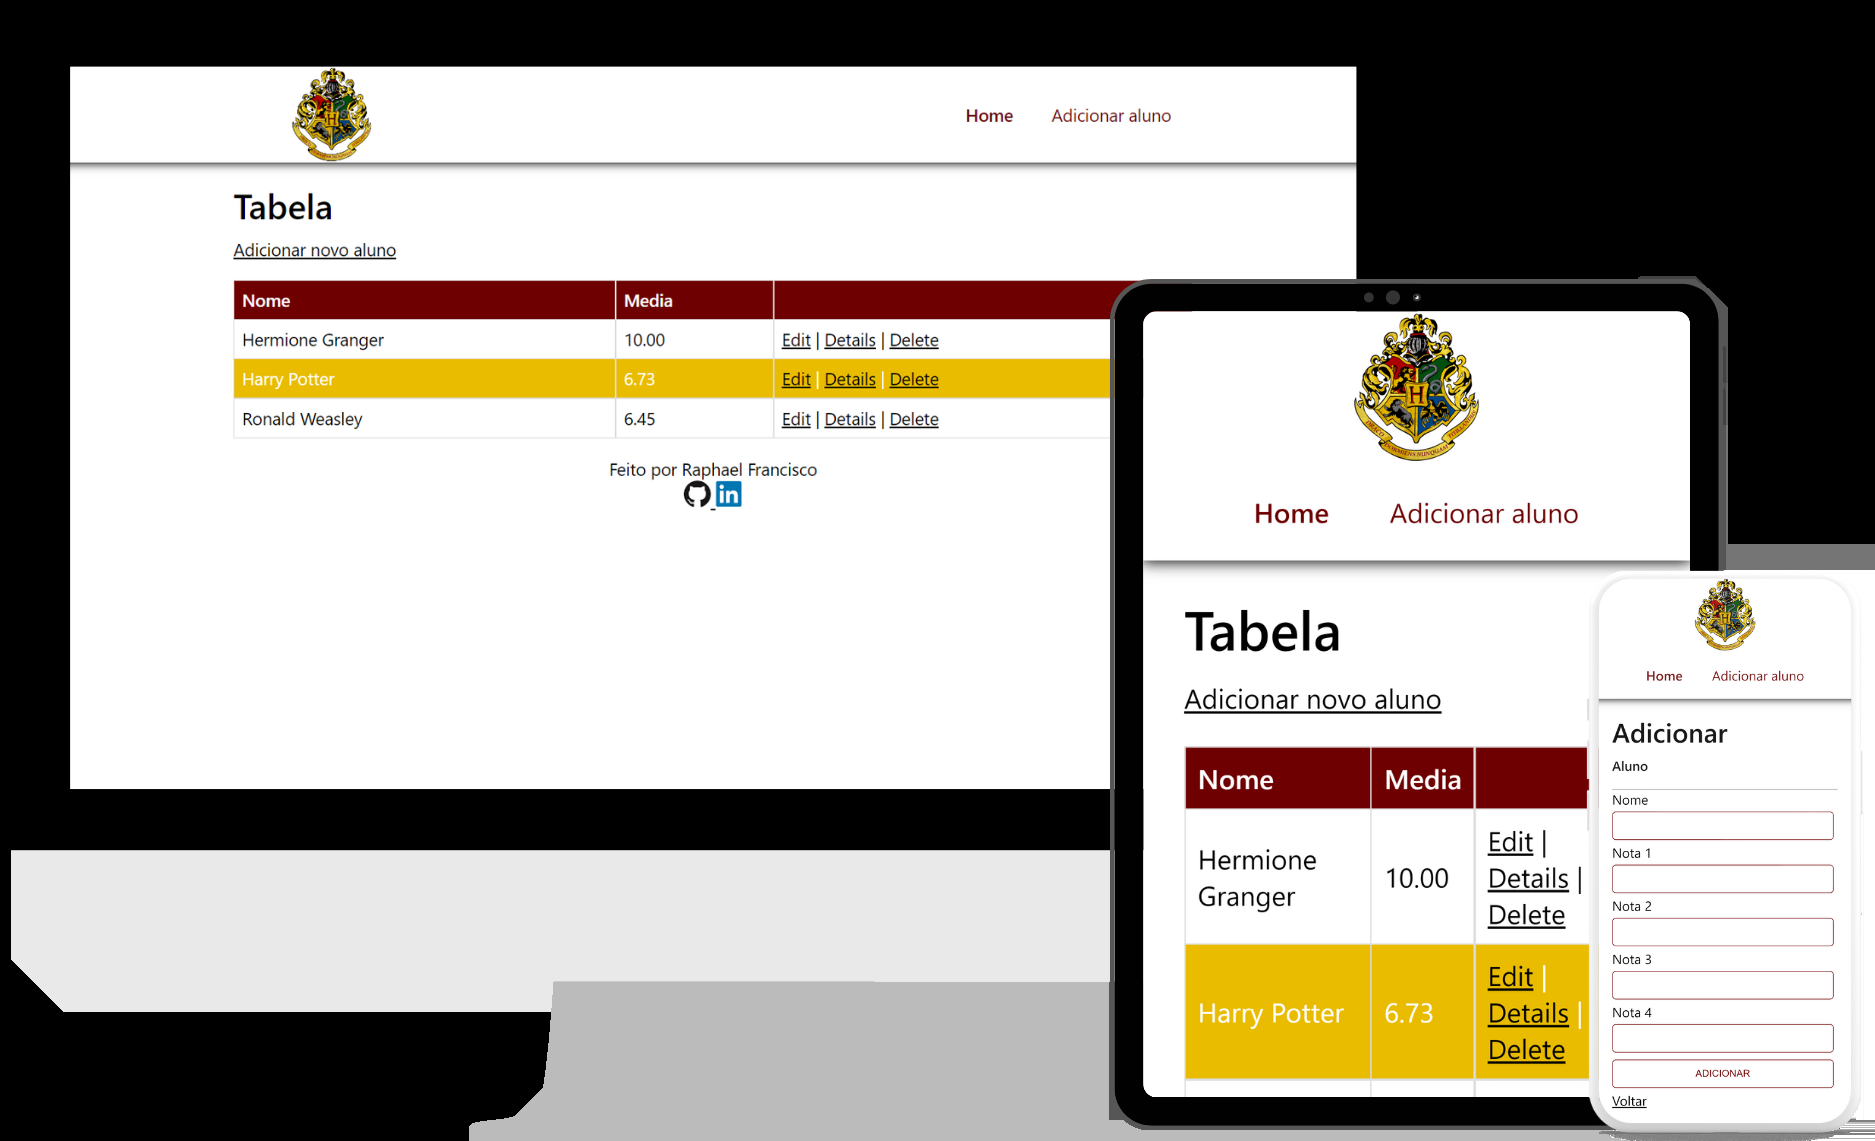 Home Adicionar aluno
Tabela
Adicionar novo aluno
Nome Media
Hermione Granger 10.00 Edit | Details | Delete
Harry Potter 6.73 Edit | Details | Delete
Ronald Weasley 6.45 Edit | Details | Delete
Feito por Raphael Francisco
in
H
Home Adicionar aluno
Tabela
Adicionar novo aluno
Nome Media
Hermione
Granger
10.00
Edit |
Details |
Delete
Harry Potter
6.73
Edit |
Details |
Delete
Home Adicionar aluno
Adicionar
Aluno
Nome
Nota 1
Nota 2
Nota 3
Nota 4
ADICIONAR
Voltar